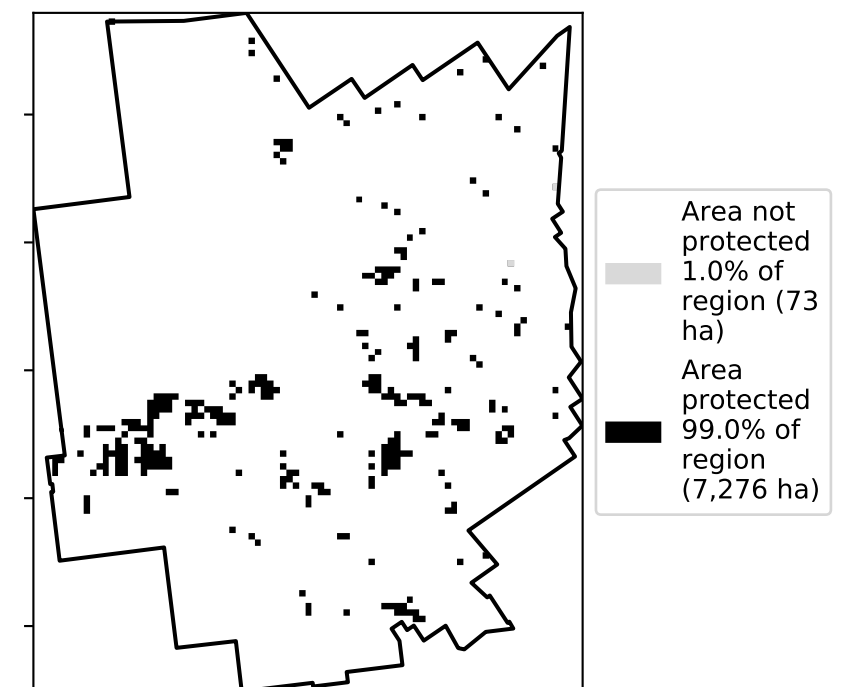 Area not
protected
1.0% of
region (73
ha)
Area
protected
99.0% of
region
(7,276 ha)